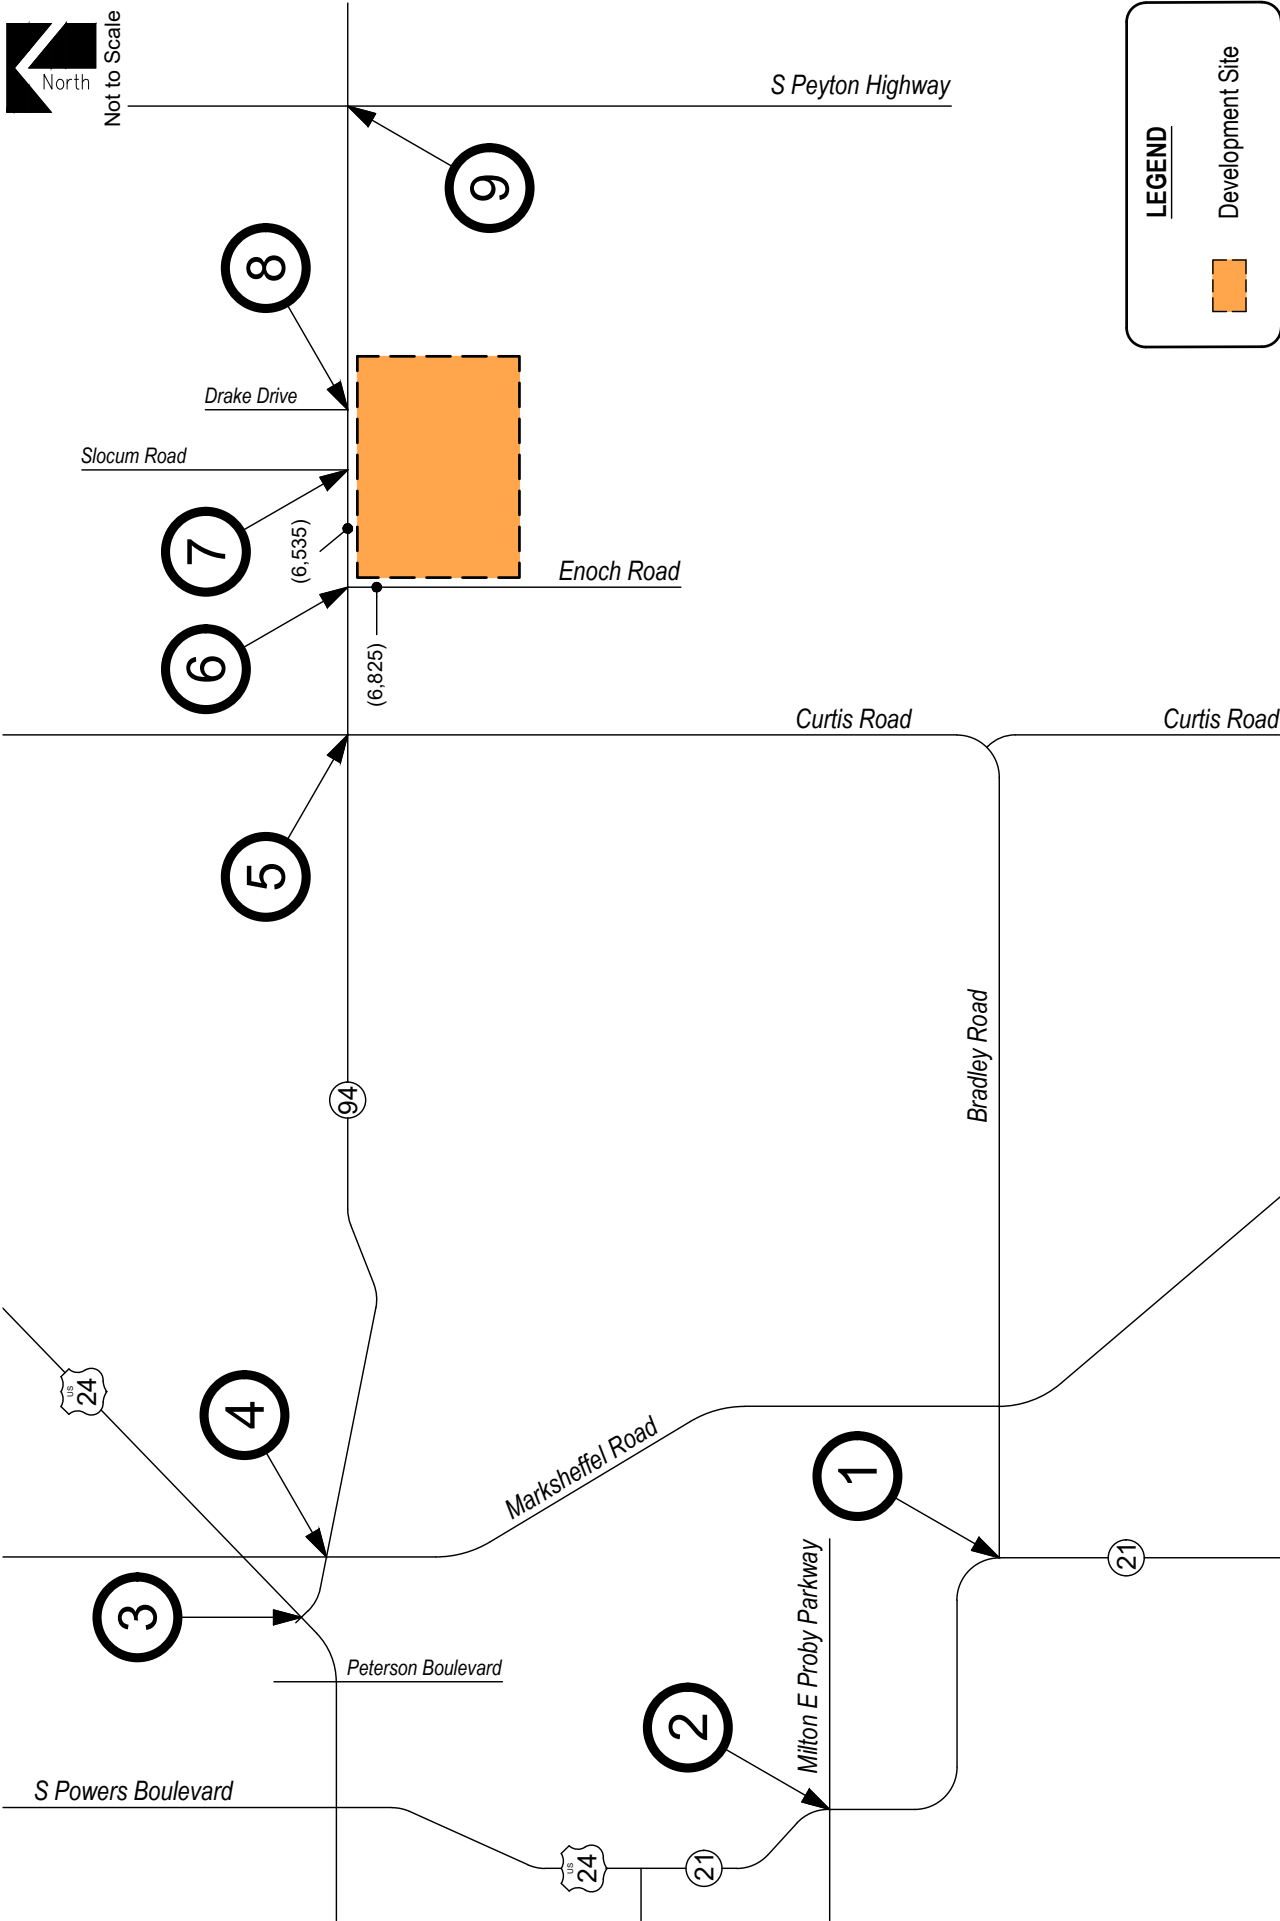 North
Not to Scale
S Peyton Highway
9
LEGEND
Development Site
8
Drake Drive
Slocum Road
7
(6,535)
6
Enoch Road
(6,825)
Curtis Road
Curtis Road
5
94
Bradley Road
US
24
4
Marksheffel Road
1
21
3
Milton E Proby Parkway
Peterson Boulevard
2
S Powers Boulevard
US
24
21